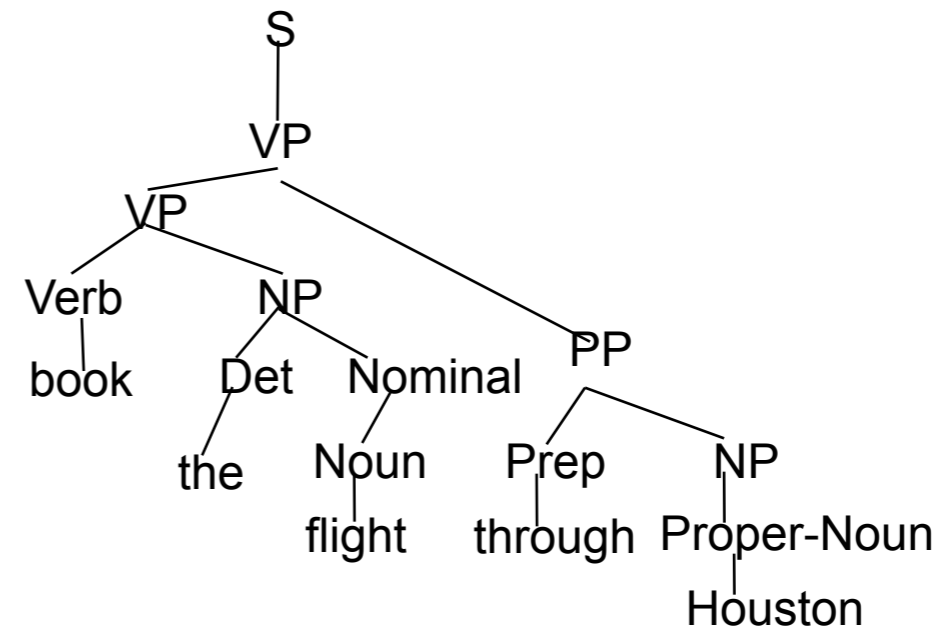 S
VP
VP
Verb NP
PP
book Det Nominal
the Noun Prep NP
flight through Proper-Noun
Houston